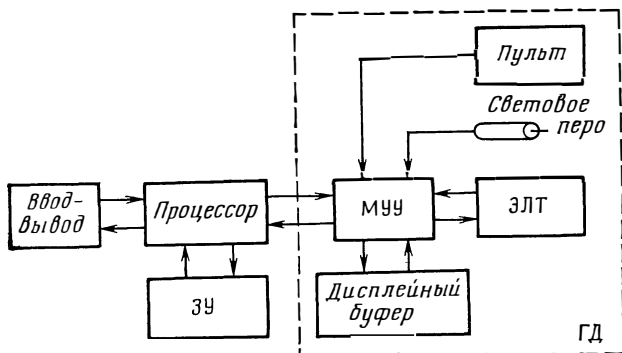 Пульт
Световое
перо
Ввод-
вывод
Процессор
МУУ
ЭЛТ
ЗУ
Дисплейный
буфер
ГД